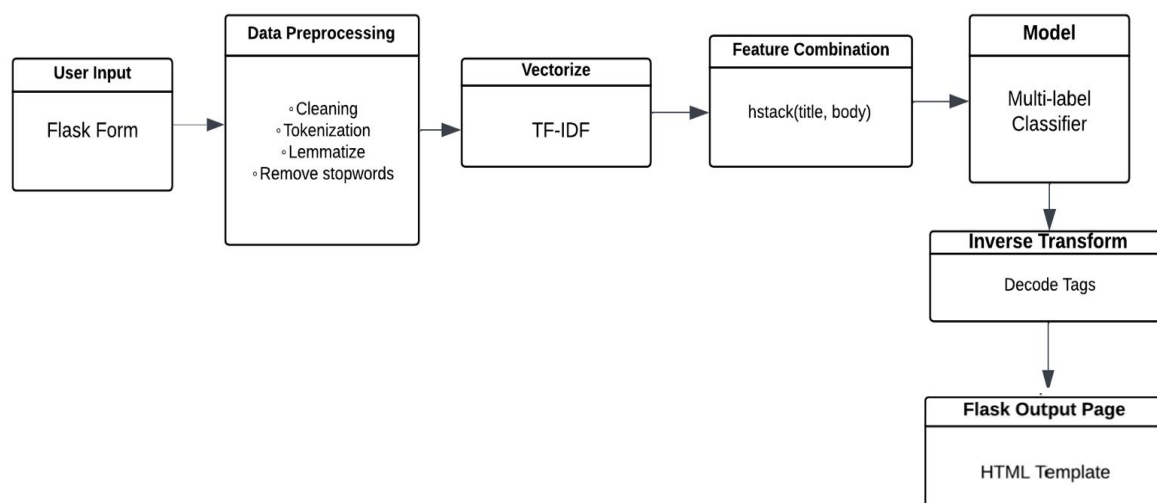 User Input
Flask Form
Data Preprocessing
◦Cleaning
◦Tokenization
◦Lemmatize
◦Remove stopwords
Vectorize
TF-IDF
Feature Combination
hstack(title, body)
Model
Multi-label
Classifier
Inverse Transform
Decode Tags
Flask Output Page
HTML Template